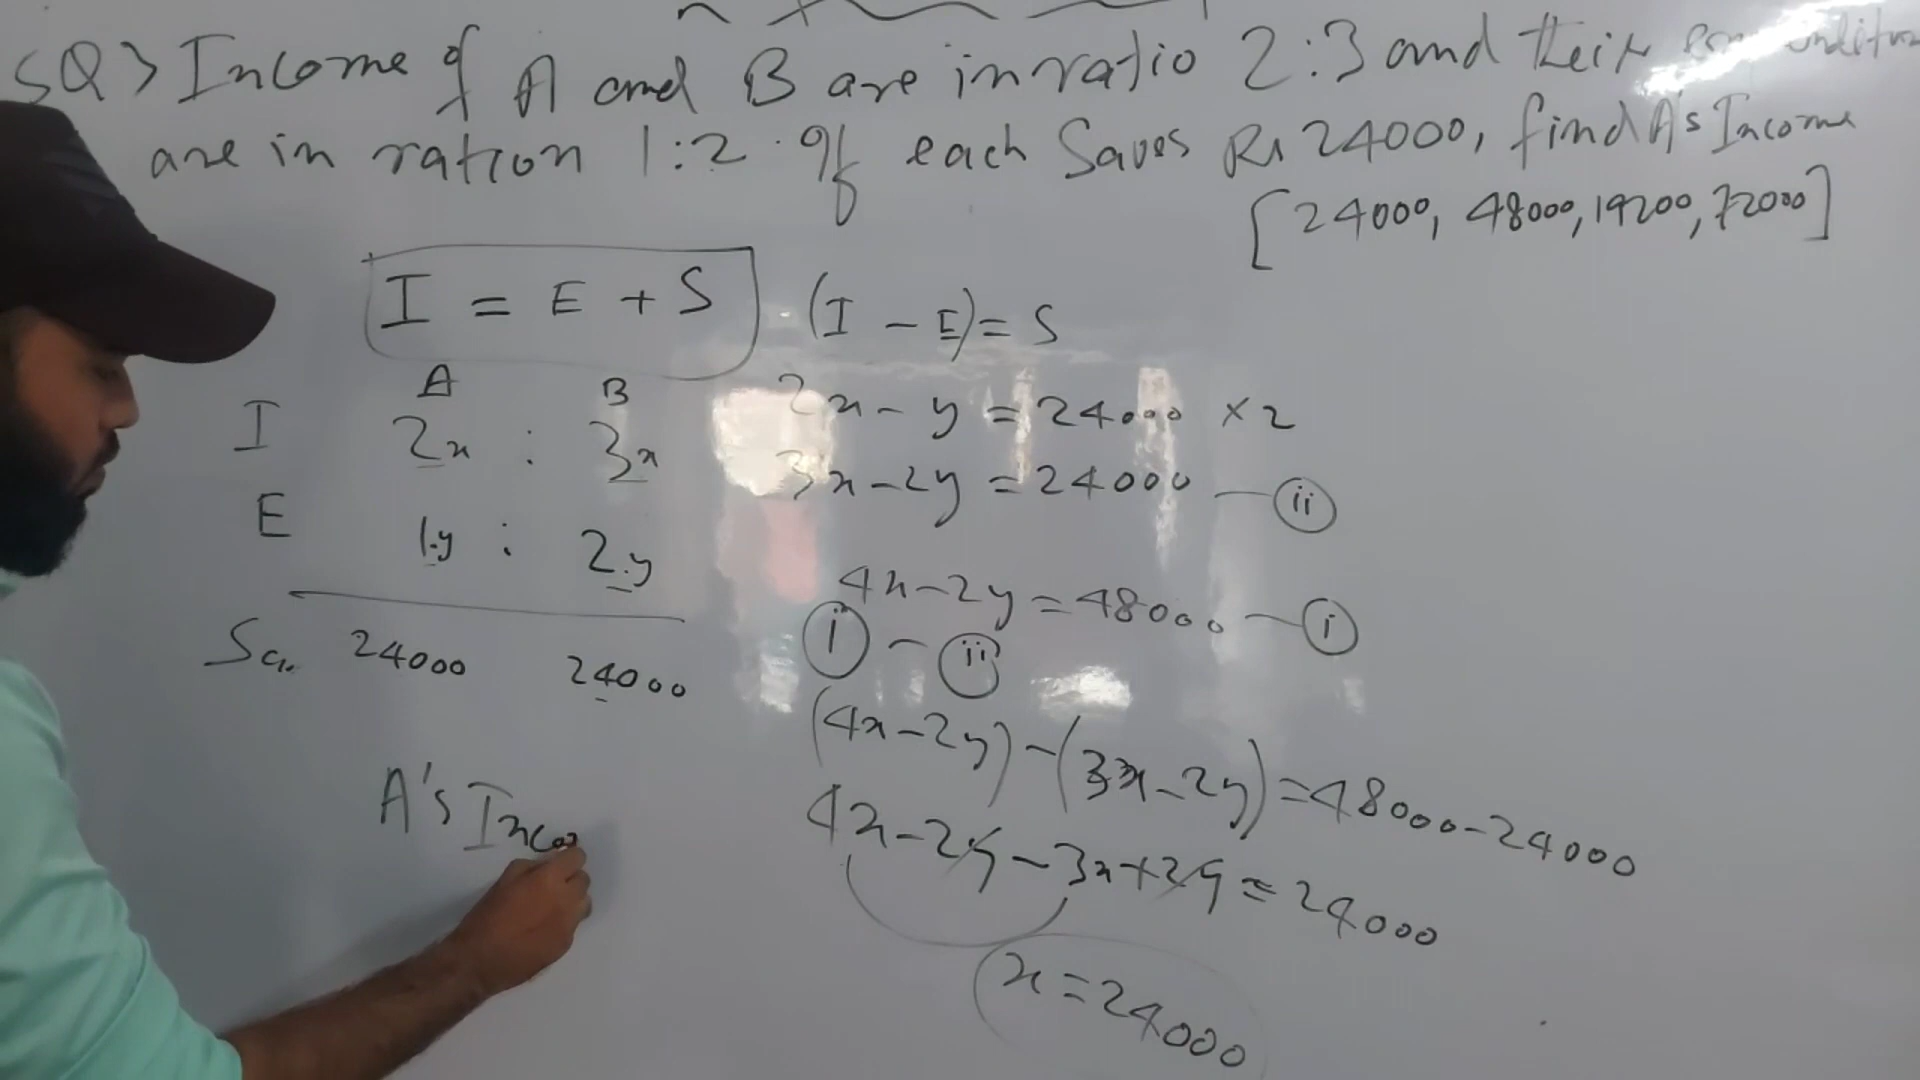 SQ> Income of A and B are in ratio 2:3 and their
are in ration 1:2. If each Saves Rs 24000, find A's Income
[24000, 48000, 19200, 72000]
I = E + S
(I - E) = S
A B
I 2x : 3x
E 1.y : 2.y
Sa.. 24000 24000
2x - y = 24000 × 2
3x - 2y = 24000 — (ii)
4x - 2y = 48000 — (i)
(i) - (ii)
(4x - 2y) - (3x - 2y) = 48000 - 24000
4x - 2y - 3x + 2y = 24000
x = 24000
A's Inco